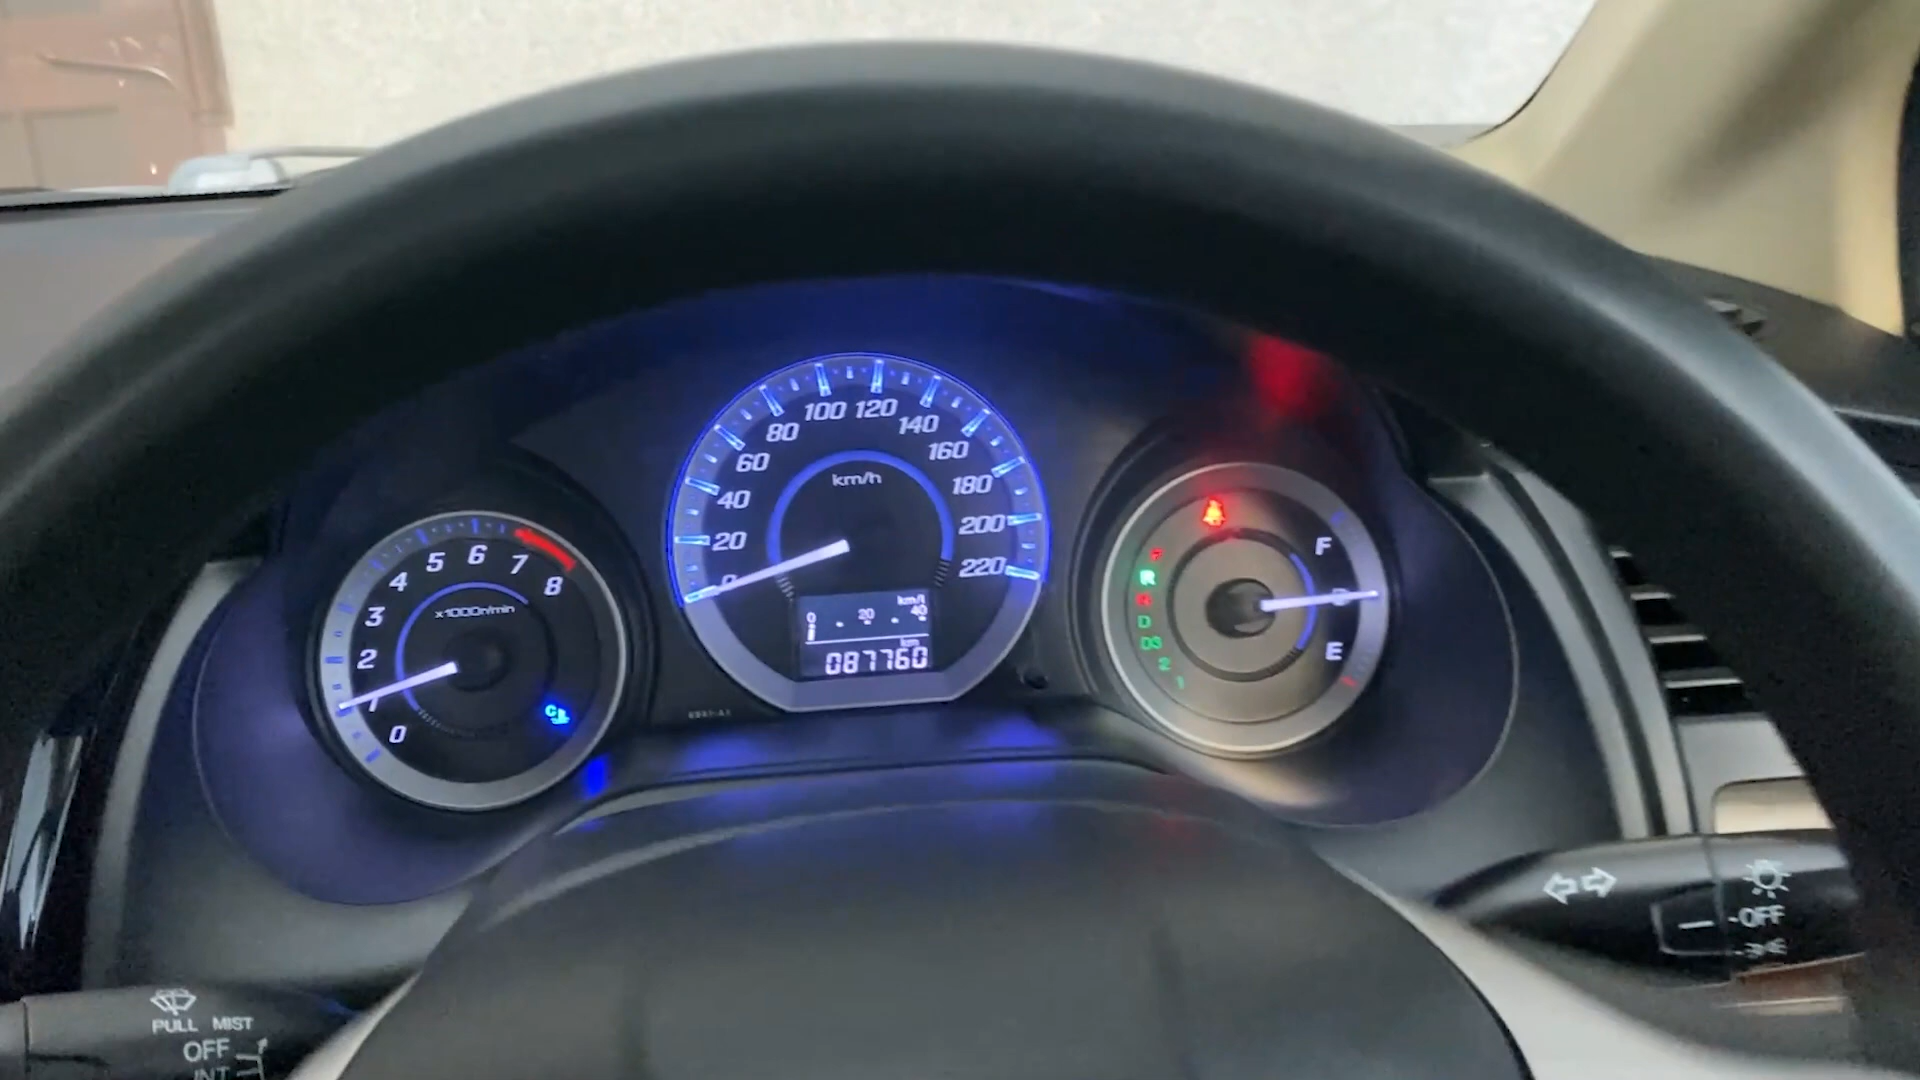 100 120
80 140
60 160
km/h
40 180
20 200
0 220
km/l
0 20 40
km
087760
5 6 7
4 8
3
x1000r/min
2
1
0
C
F
E
P
R
N
D
D3
2
1
OFF
PULL MIST
OFF
INT